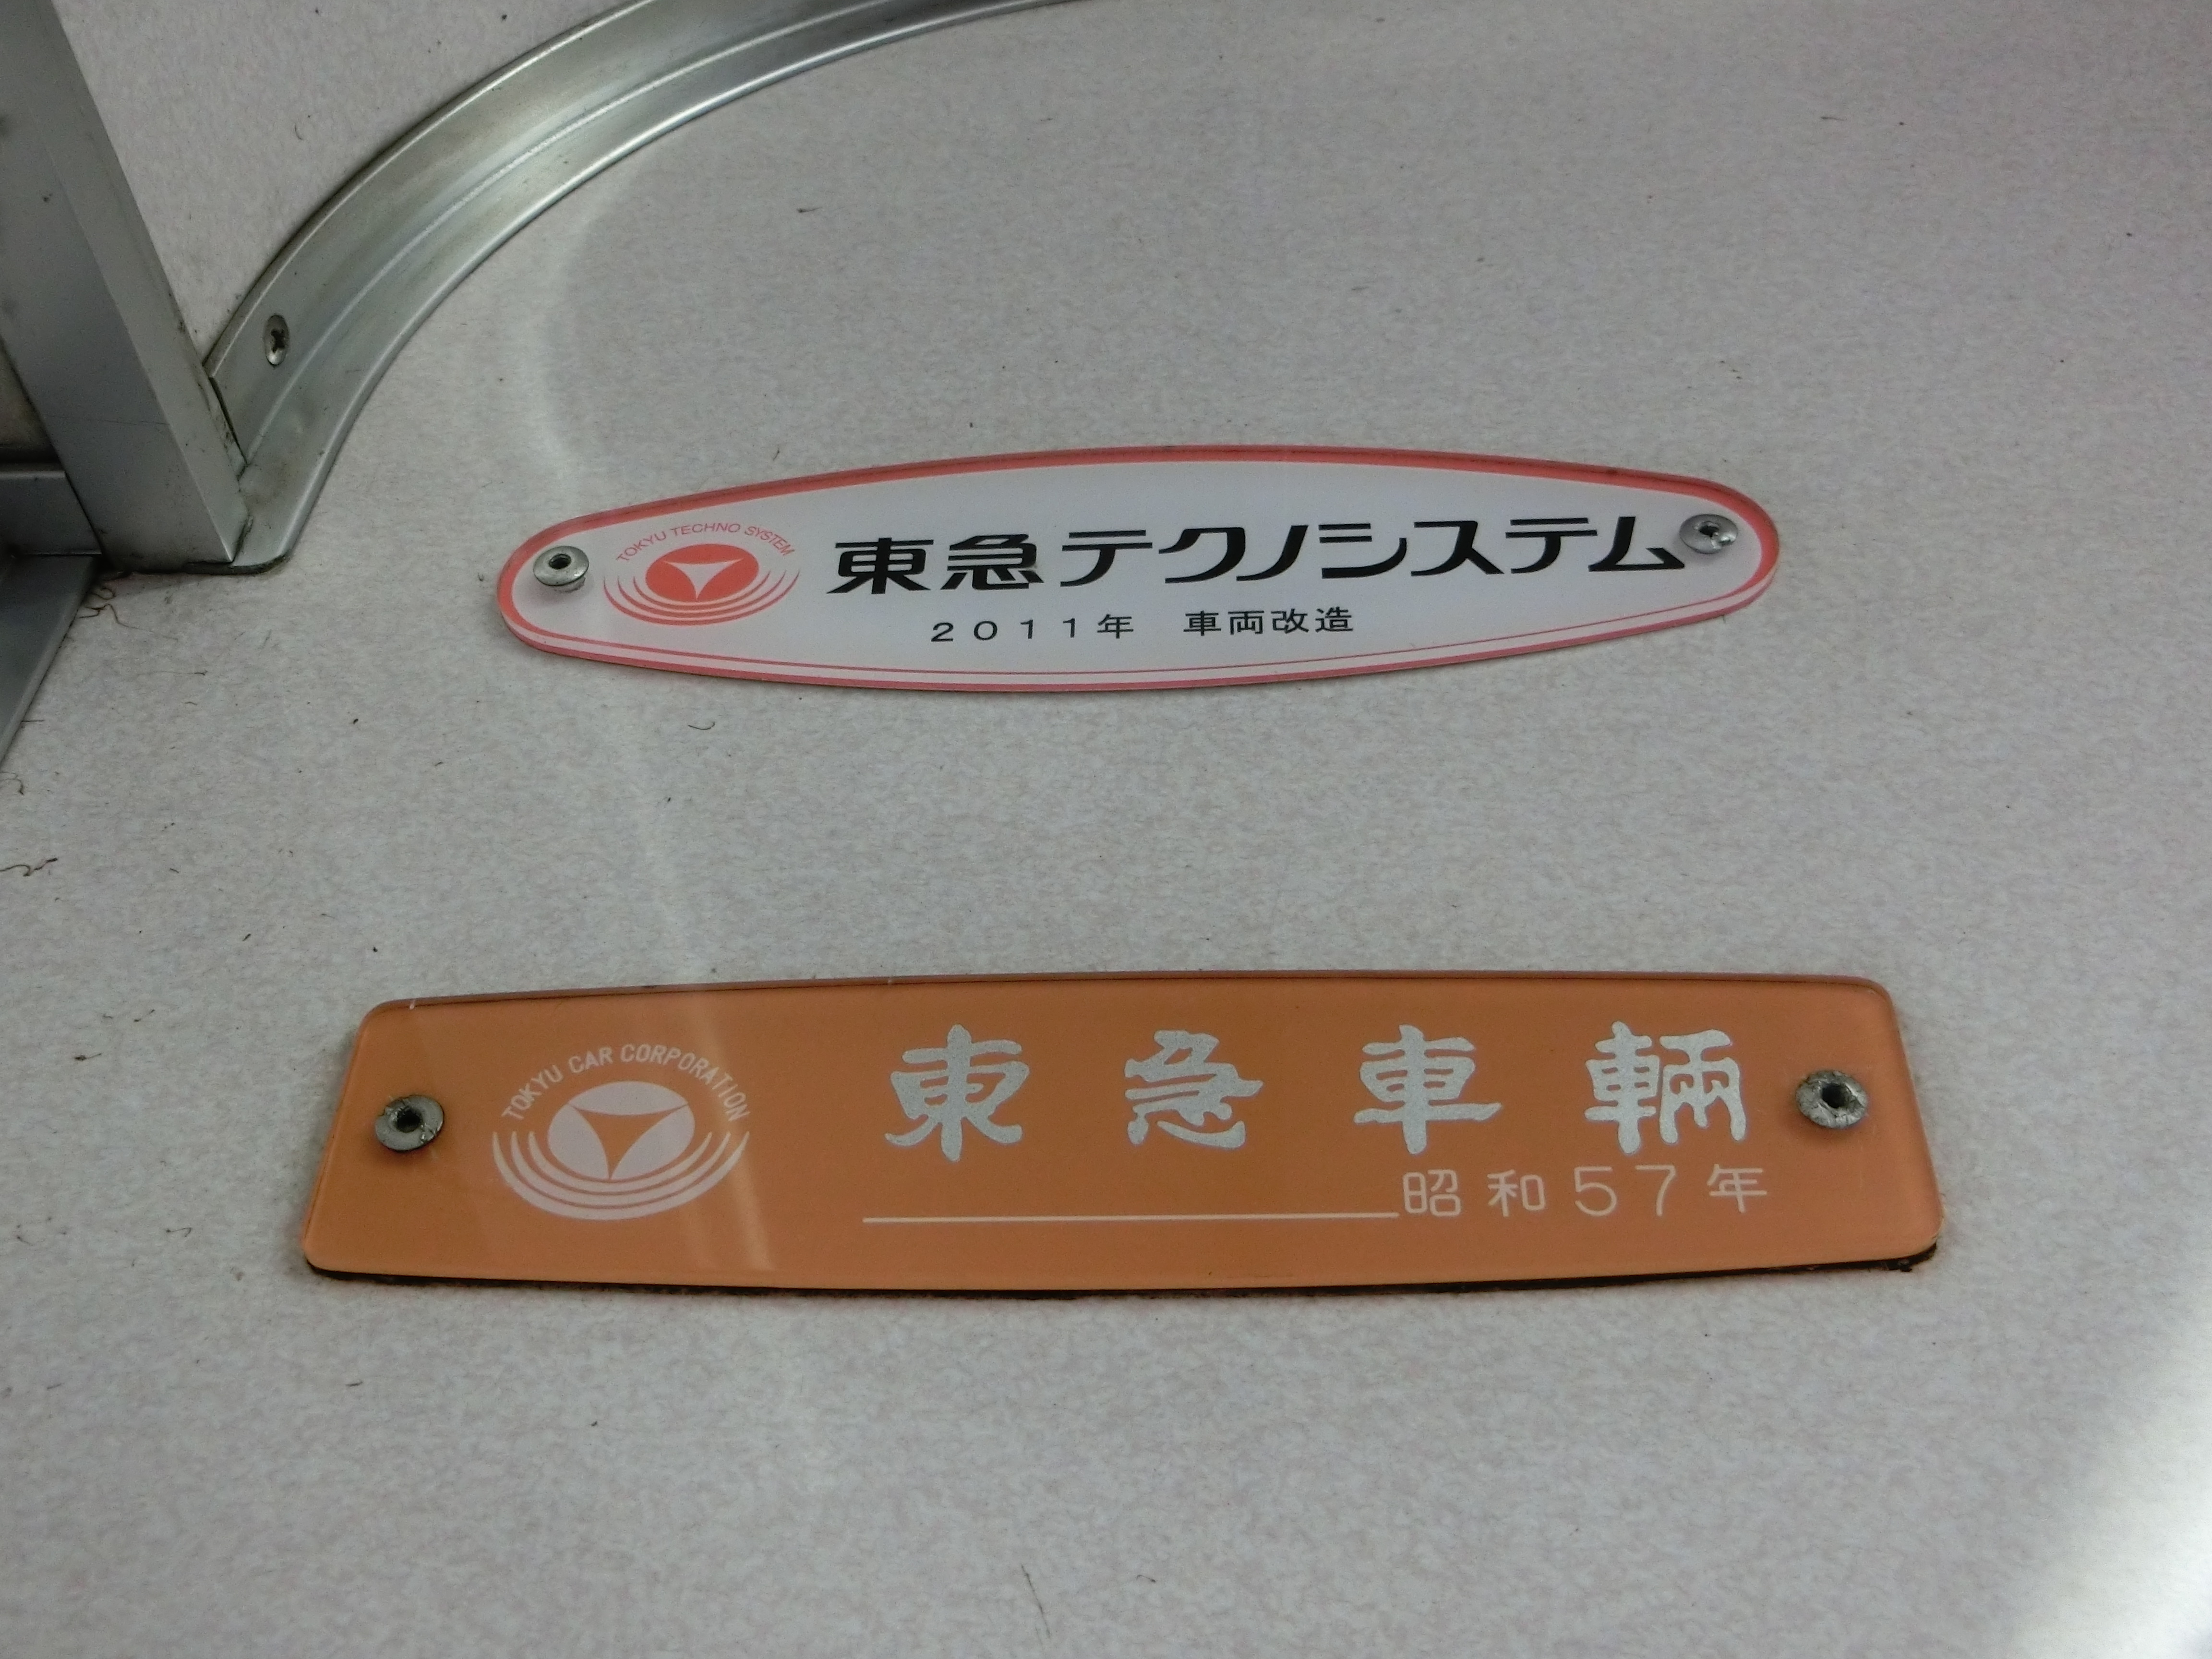 TOKYU TECHNO SYSTEM
東急テクノシステム
2011年　車両改造
TOKYU CAR CORPORATION
東急車輛
昭和57年